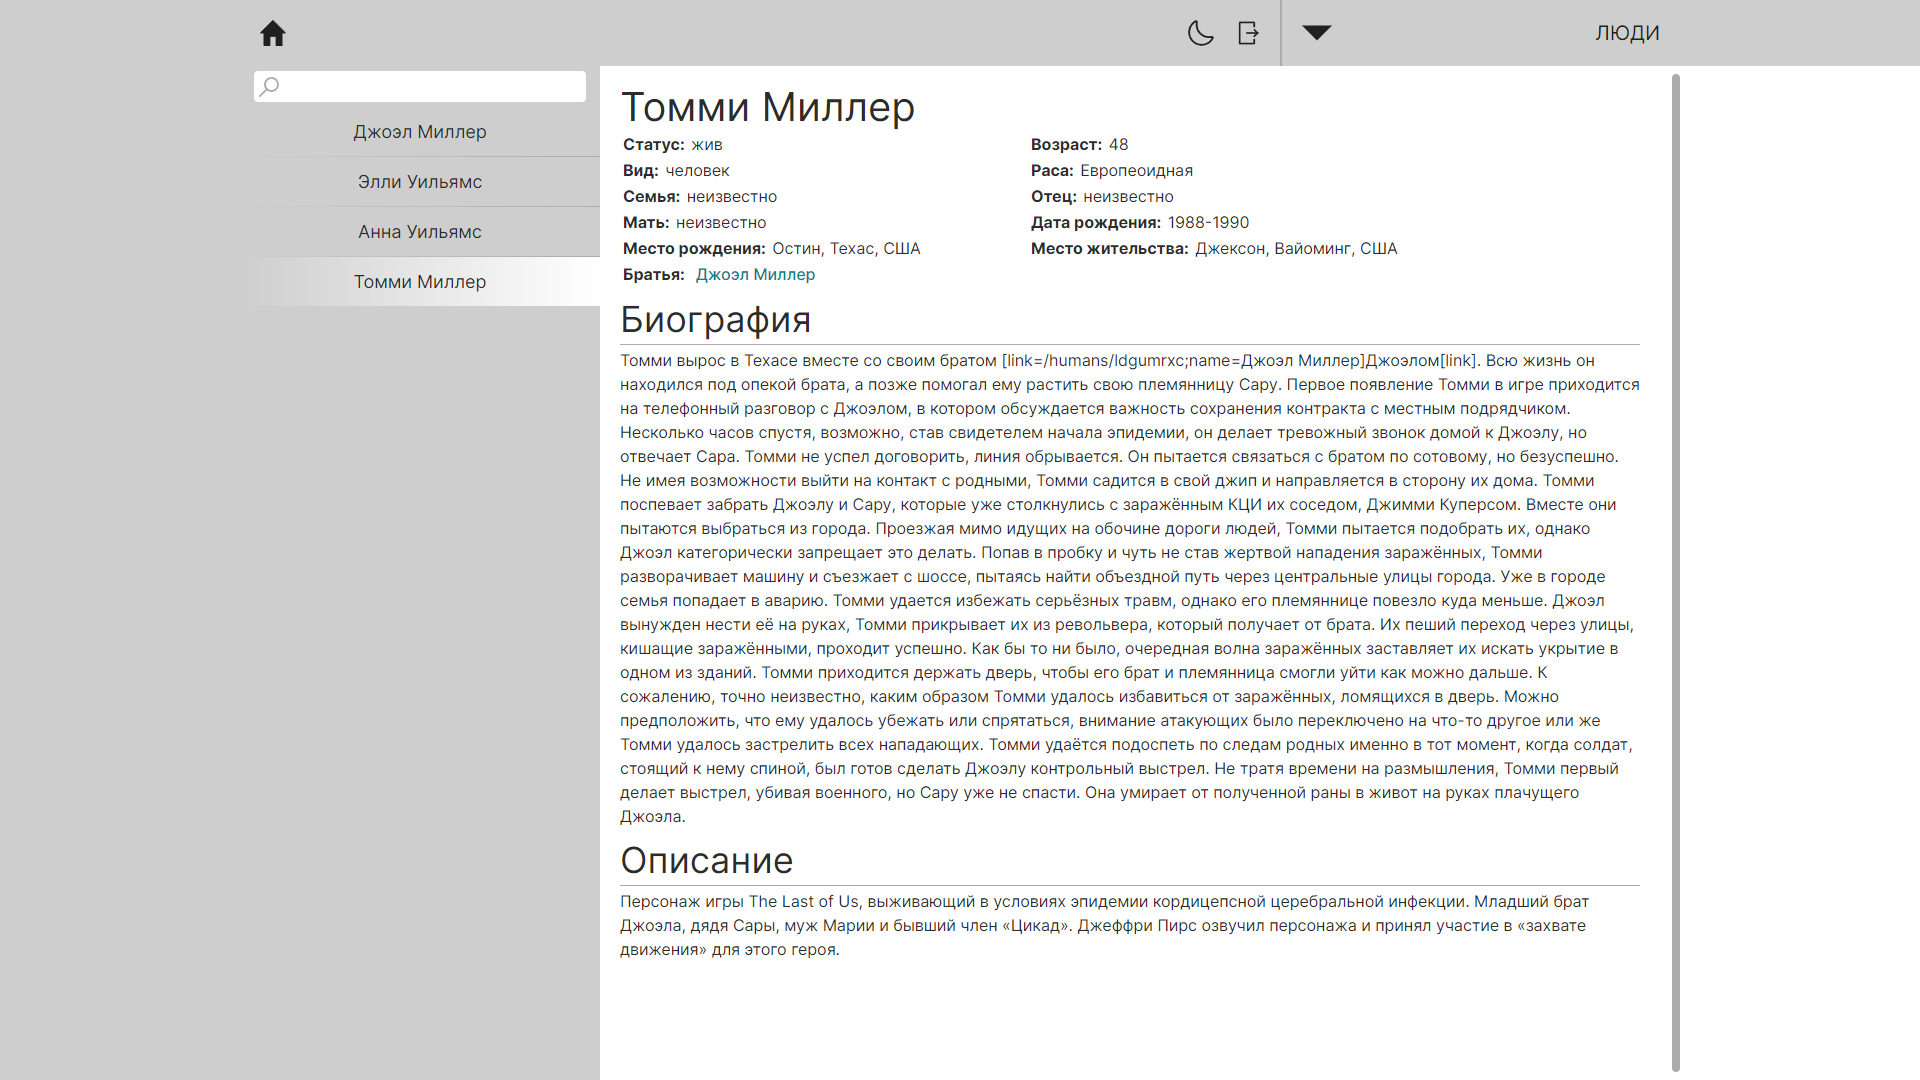 ЛЮДИ
Джоэл Миллер
Элли Уильямс
Анна Уильямс
Томми Миллер
Томми Миллер
Статус: жив
Возраст: 48
Вид: человек
Раса: Европеоидная
Семья: неизвестно
Отец: неизвестно
Мать: неизвестно
Дата рождения: 1988-1990
Место рождения: Остин, Техас, США
Место жительства: Джексон, Вайоминг, США
Братья: Джоэл Миллер
Биография
Томми вырос в Техасе вместе со своим братом [link=/humans/ldgumrxc;name=Джоэл Миллер]Джоэлом[link]. Всю жизнь он
находился под опекой брата, а позже помогал ему растить свою племянницу Сару. Первое появление Томми в игре приходится
на телефонный разговор с Джоэлом, в котором обсуждается важность сохранения контракта с местным подрядчиком.
Несколько часов спустя, возможно, став свидетелем начала эпидемии, он делает тревожный звонок домой к Джоэлу, но
отвечает Сара. Томми не успел договорить, линия обрывается. Он пытается связаться с братом по сотовому, но безуспешно.
Не имея возможности выйти на контакт с родными, Томми садится в свой джип и направляется в сторону их дома. Томми
поспевает забрать Джоэлу и Сару, которые уже столкнулись с заражённым КЦИ их соседом, Джимми Куперсом. Вместе они
пытаются выбраться из города. Проезжая мимо идущих на обочине дороги людей, Томми пытается подобрать их, однако
Джоэл категорически запрещает это делать. Попав в пробку и чуть не став жертвой нападения заражённых, Томми
разворачивает машину и съезжает с шоссе, пытаясь найти объездной путь через центральные улицы города. Уже в городе
семья попадает в аварию. Томми удается избежать серьёзных травм, однако его племяннице повезло куда меньше. Джоэл
вынужден нести её на руках, Томми прикрывает их из револьвера, который получает от брата. Их пеший переход через улицы,
кишащие заражёнными, проходит успешно. Как бы то ни было, очередная волна заражённых заставляет их искать укрытие в
одном из зданий. Томми приходится держать дверь, чтобы его брат и племянница смогли уйти как можно дальше. К
сожалению, точно неизвестно, каким образом Томми удалось избавиться от заражённых, ломящихся в дверь. Можно
предположить, что ему удалось убежать или спрятаться, внимание атакующих было переключено на что-то другое или же
Томми удалось застрелить всех нападающих. Томми удаётся подоспеть по следам родных именно в тот момент, когда солдат,
стоящий к нему спиной, был готов сделать Джоэлу контрольный выстрел. Не тратя времени на размышления, Томми первый
делает выстрел, убивая военного, но Сару уже не спасти. Она умирает от полученной раны в живот на руках плачущего
Джоэла.
Описание
Персонаж игры The Last of Us, выживающий в условиях эпидемии кордицепсной церебральной инфекции. Младший брат
Джоэла, дядя Сары, муж Марии и бывший член «Цикад». Джеффри Пирс озвучил персонажа и принял участие в «захвате
движения» для этого героя.